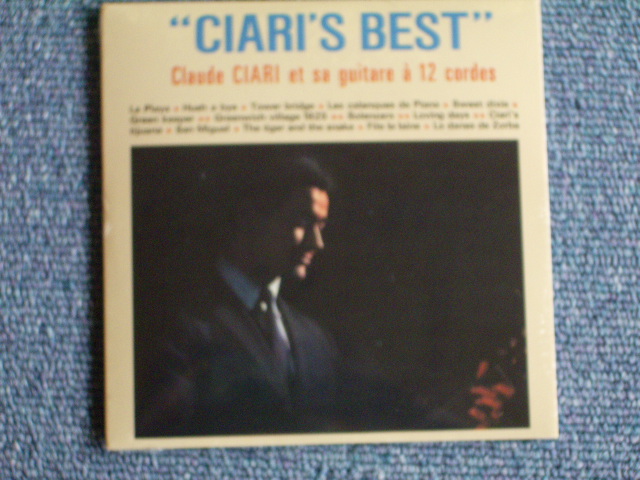 "CIARI'S BEST"
Claude CIARI et sa guitare à 12 cordes
La Playa • Hush a bye • Tower bridge • Les calanques de Piana • Sweet dixie •
Green keeper •• Greenwich village 1623 •• Solenzara •• Loving days •• Ciari's
tijuana • San Miguel • The tiger and the snake • File la laine • La danse de Zorba